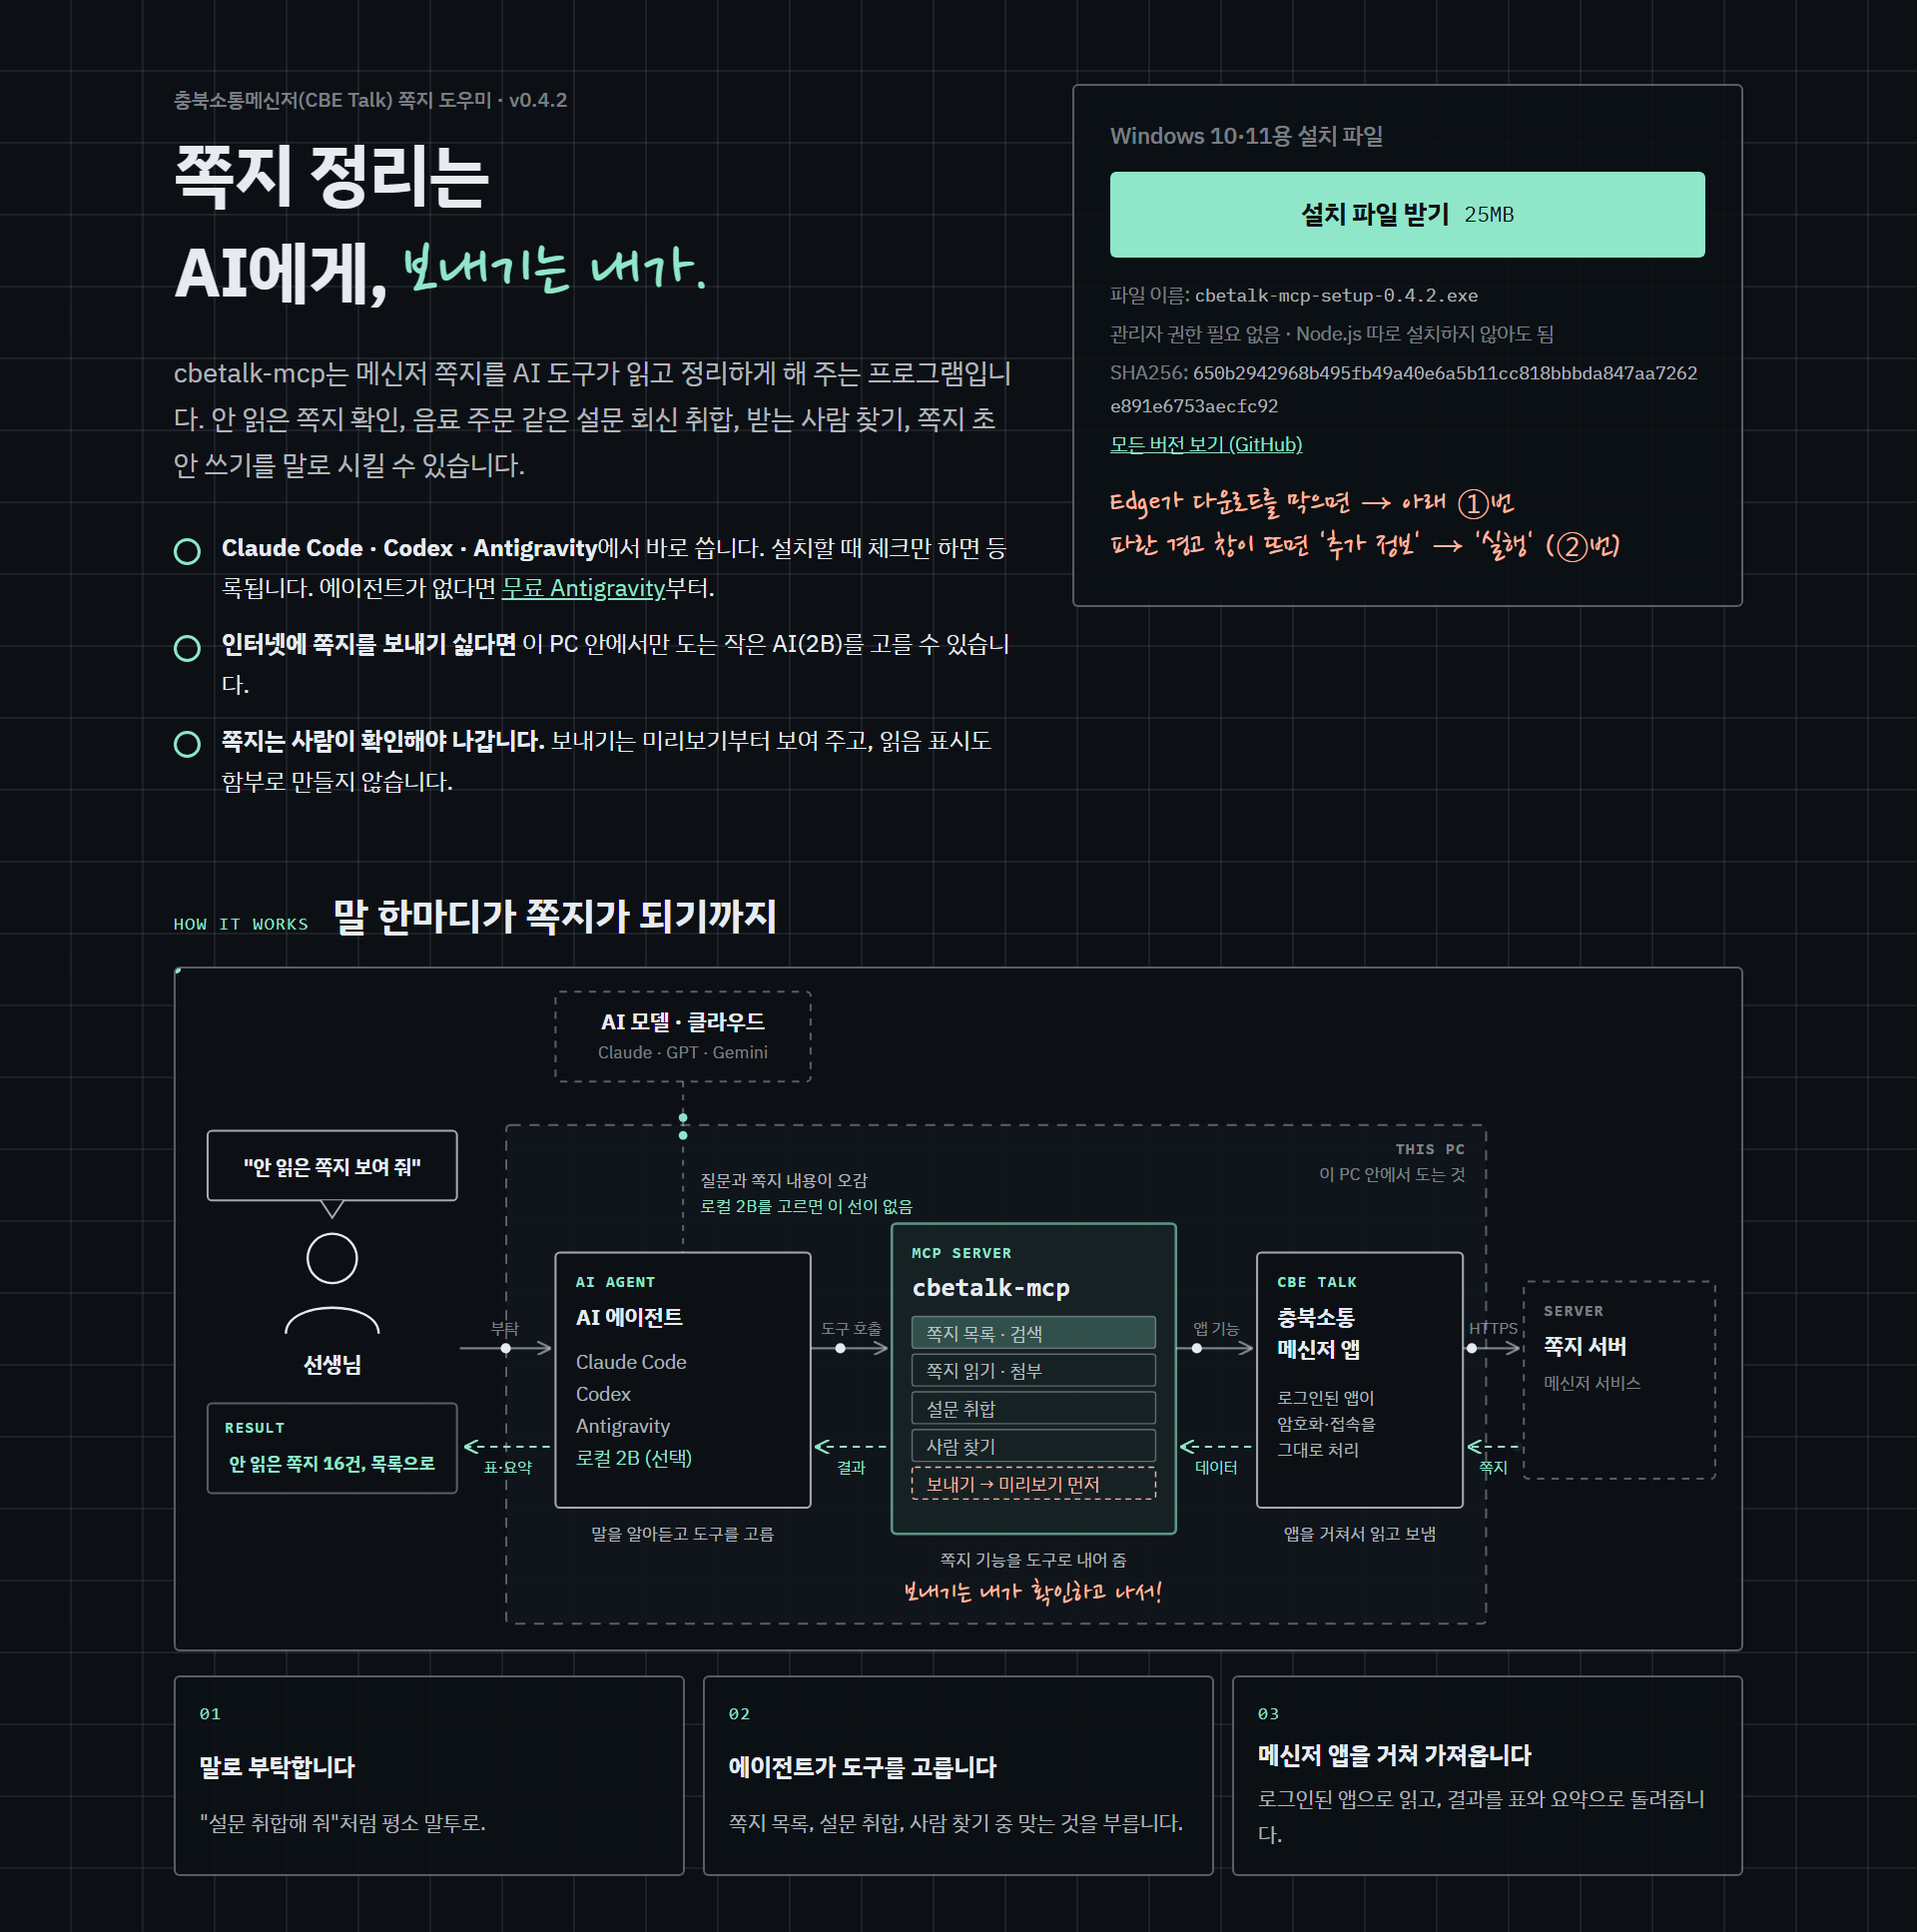 충북소통메신저(CBE Talk) 쪽지 도우미 · v0.4.2
쪽지 정리는
AI에게, 보내기는 내가.
cbetalk-mcp는 메신저 쪽지를 AI 도구가 읽고 정리하게 해 주는 프로그램입니
다. 안 읽은 쪽지 확인, 음료 주문 같은 설문 회신 취합, 받는 사람 찾기, 쪽지 초
안 쓰기를 말로 시킬 수 있습니다.
Claude Code · Codex · Antigravity에서 바로 씁니다. 설치할 때 체크만 하면 등
록됩니다. 에이전트가 없다면 무료 Antigravity부터.
인터넷에 쪽지를 보내기 싫다면 이 PC 안에서만 도는 작은 AI(2B)를 고를 수 있습니
다.
쪽지는 사람이 확인해야 나갑니다. 보내기는 미리보기부터 보여 주고, 읽음 표시도
함부로 만들지 않습니다.
Windows 10·11용 설치 파일
설치 파일 받기 25MB
파일 이름: cbetalk-mcp-setup-0.4.2.exe
관리자 권한 필요 없음 · Node.js 따로 설치하지 않아도 됨
SHA256: 650b2942968b495fb49a40e6a5b11cc818bbbda847aa7262
e891e6753aecfc92
모든 버전 보기 (GitHub)
Edge가 다운로드를 막으면 → 아래 ①번
파란 경고 창이 뜨면 '추가 정보' → '실행' (②번)
HOW IT WORKS 말 한마디가 쪽지가 되기까지
AI 모델 · 클라우드
Claude · GPT · Gemini
THIS PC
이 PC 안에서 도는 것
질문과 쪽지 내용이 오감
로컬 2B를 고르면 이 선이 없음
"안 읽은 쪽지 보여 줘"
선생님
RESULT
안 읽은 쪽지 16건, 목록으로
부탁
표·요약
AI AGENT
AI 에이전트
Claude Code
Codex
Antigravity
로컬 2B (선택)
말을 알아듣고 도구를 고름
도구 호출
결과
MCP SERVER
cbetalk-mcp
쪽지 목록 · 검색
쪽지 읽기 · 첨부
설문 취합
사람 찾기
보내기 → 미리보기 먼저
쪽지 기능을 도구로 내어 줌
보내기는 내가 확인하고 나서!
앱 기능
데이터
CBE TALK
충북소통
메신저 앱
로그인된 앱이
암호화·접속을
그대로 처리
앱을 거쳐서 읽고 보냄
HTTPS
쪽지
SERVER
쪽지 서버
메신저 서비스
01
말로 부탁합니다
"설문 취합해 줘"처럼 평소 말투로.
02
에이전트가 도구를 고릅니다
쪽지 목록, 설문 취합, 사람 찾기 중 맞는 것을 부릅니다.
03
메신저 앱을 거쳐 가져옵니다
로그인된 앱으로 읽고, 결과를 표와 요약으로 돌려줍니
다.